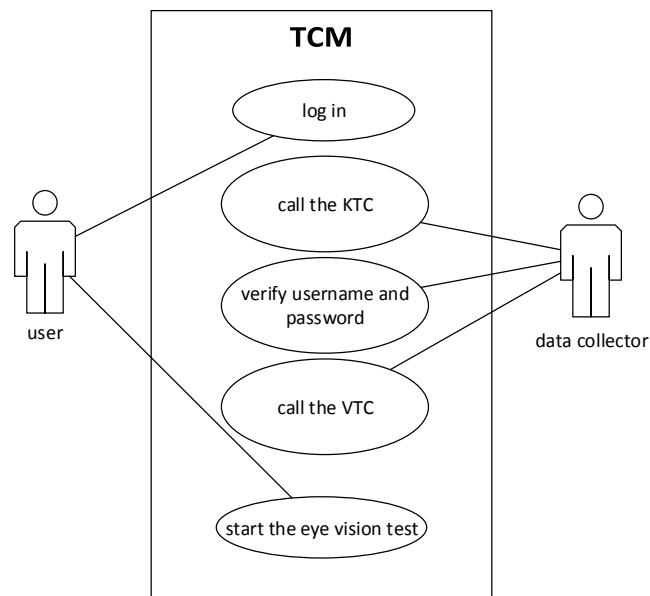 TCM
log in
call the KTC
verify username and
password
user
data collector
call the VTC
start the eye vision test